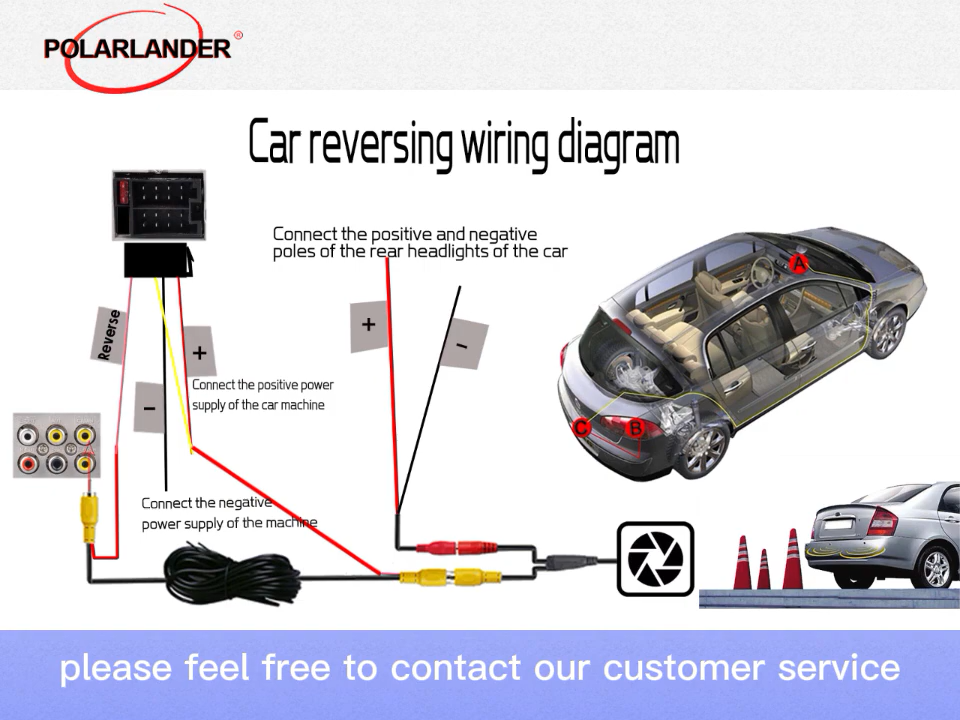 POLARLANDER®
Car reversing wiring diagram
Connect the positive and negative
poles of the rear headlights of the car
Reverse
+
-
+
-
Connect the positive power
supply of the car machine
Connect the negative
power supply of the machine
A
B
C
please feel free to contact our customer service